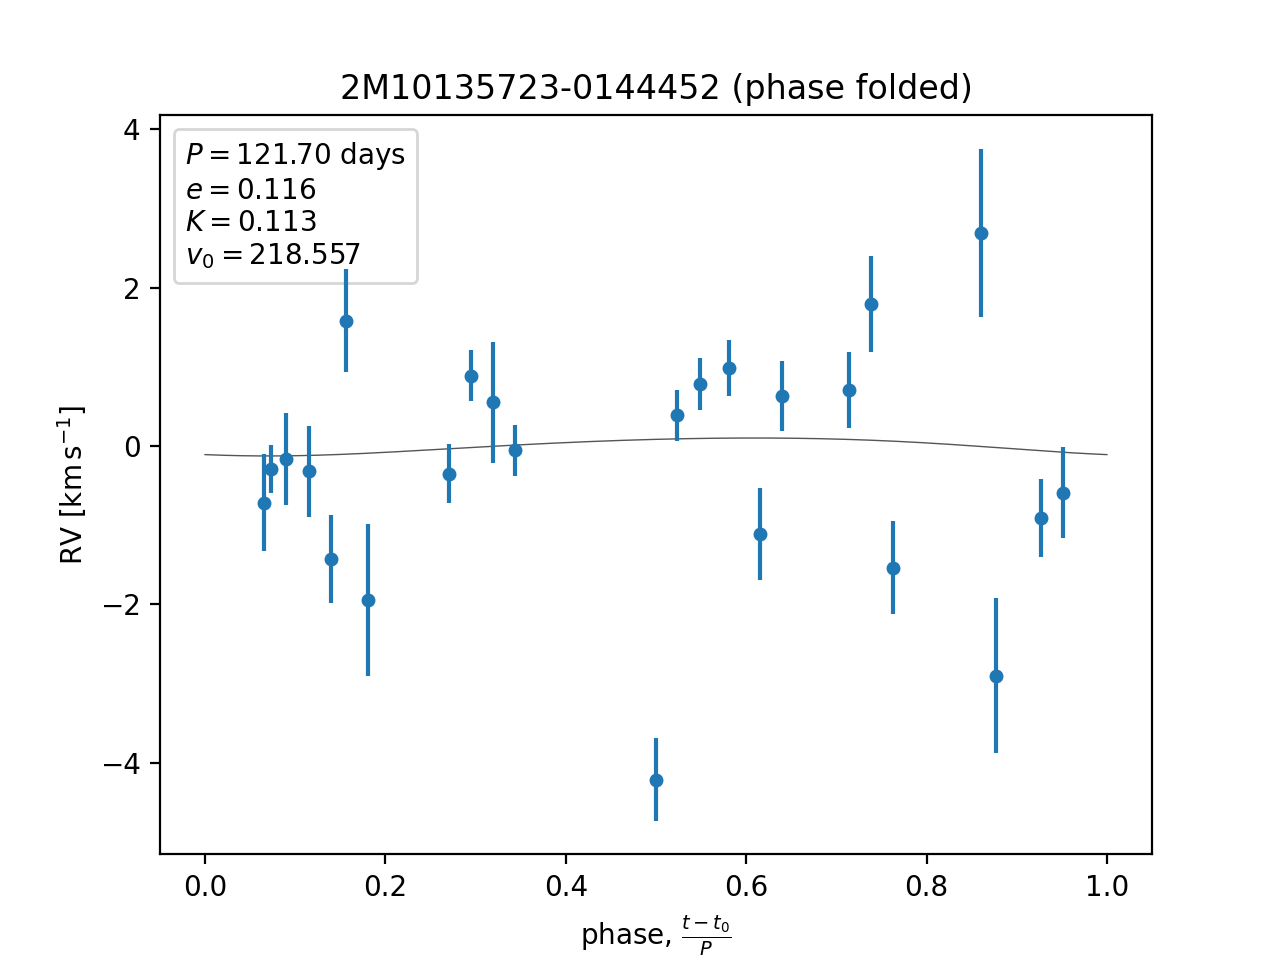 2M10135723-0144452 (phase folded)
P = 121.70 days
e = 0.116
K = 0.113
v₀ = 218.557
4
2
0
−2
−4
RV [km s⁻¹]
0.0 0.2 0.4 0.6 0.8 1.0
phase, (t − t₀)/P